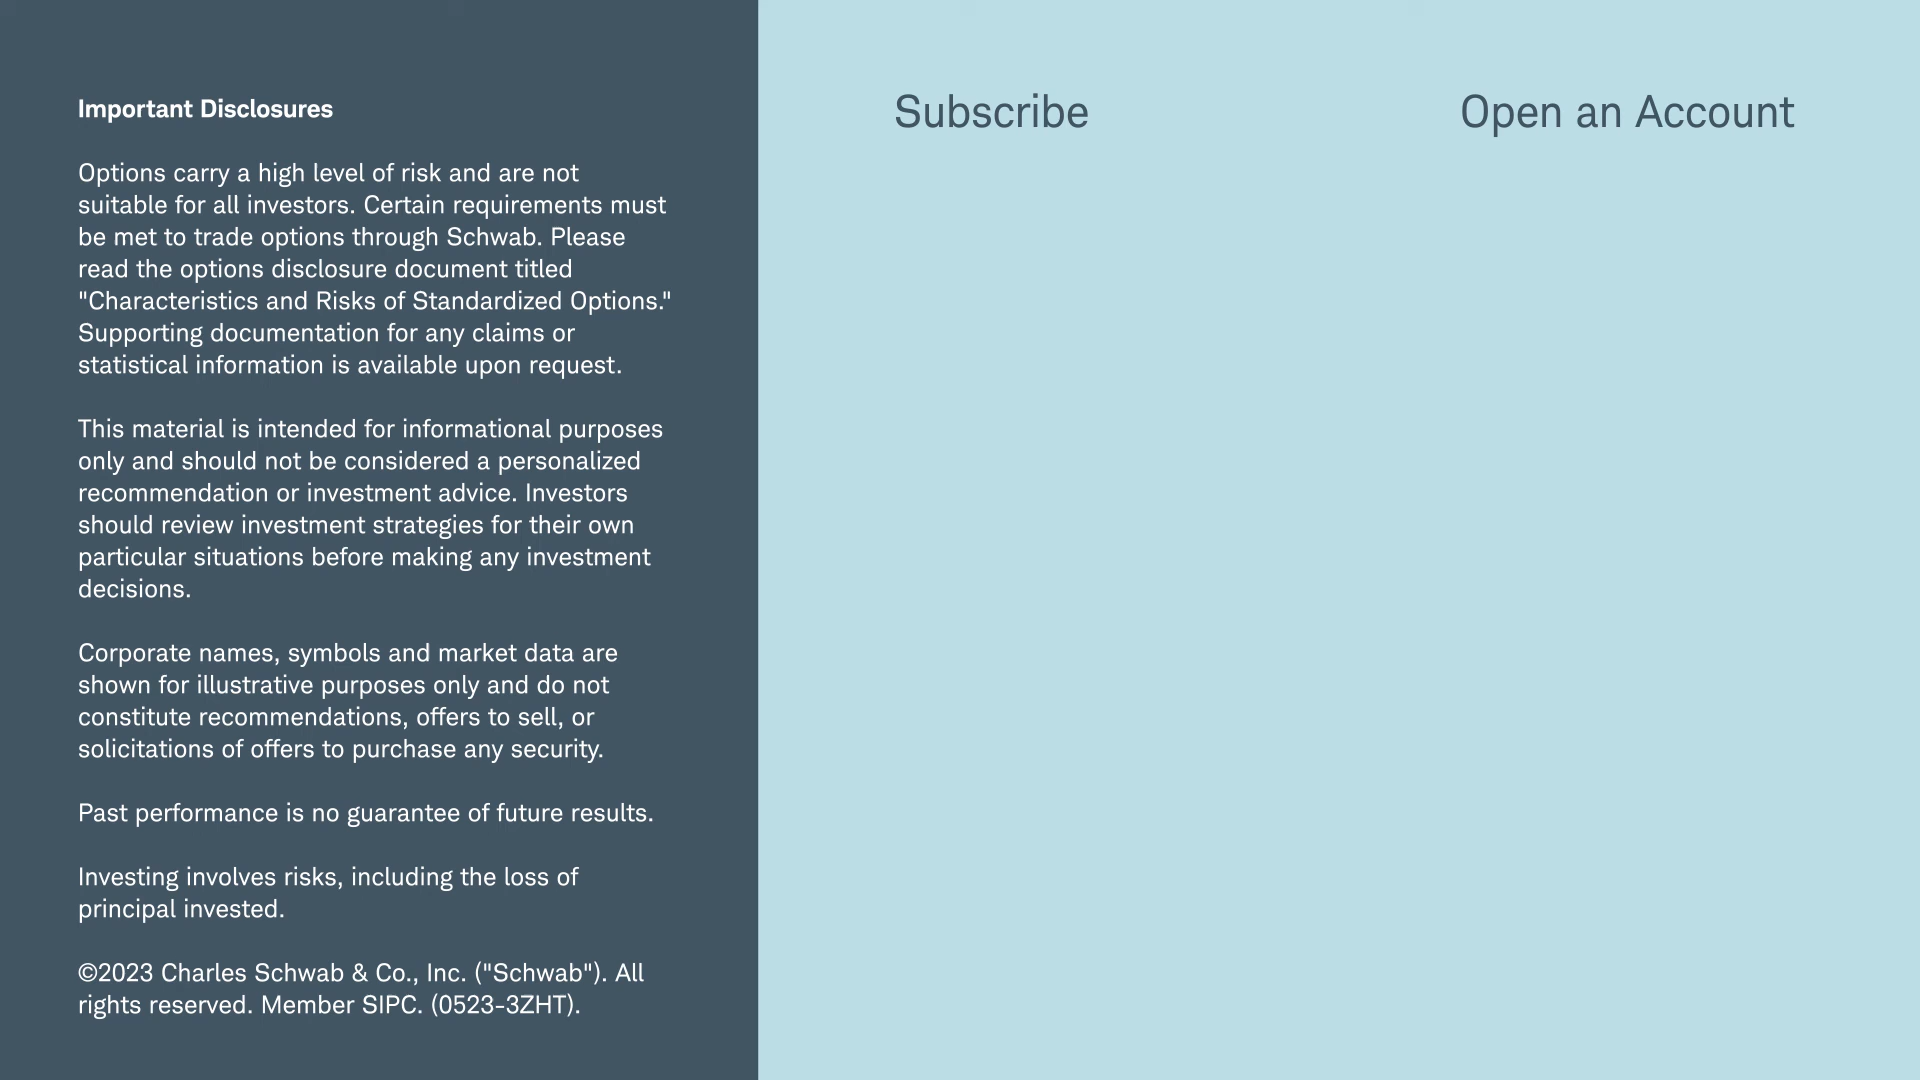 Important Disclosures
Options carry a high level of risk and are not
suitable for all investors. Certain requirements must
be met to trade options through Schwab. Please
read the options disclosure document titled
"Characteristics and Risks of Standardized Options."
Supporting documentation for any claims or
statistical information is available upon request.
This material is intended for informational purposes
only and should not be considered a personalized
recommendation or investment advice. Investors
should review investment strategies for their own
particular situations before making any investment
decisions.
Corporate names, symbols and market data are
shown for illustrative purposes only and do not
constitute recommendations, offers to sell, or
solicitations of offers to purchase any security.
Past performance is no guarantee of future results.
Investing involves risks, including the loss of
principal invested.
©2023 Charles Schwab & Co., Inc. ("Schwab"). All
rights reserved. Member SIPC. (0523-3ZHT).
Subscribe
Open an Account